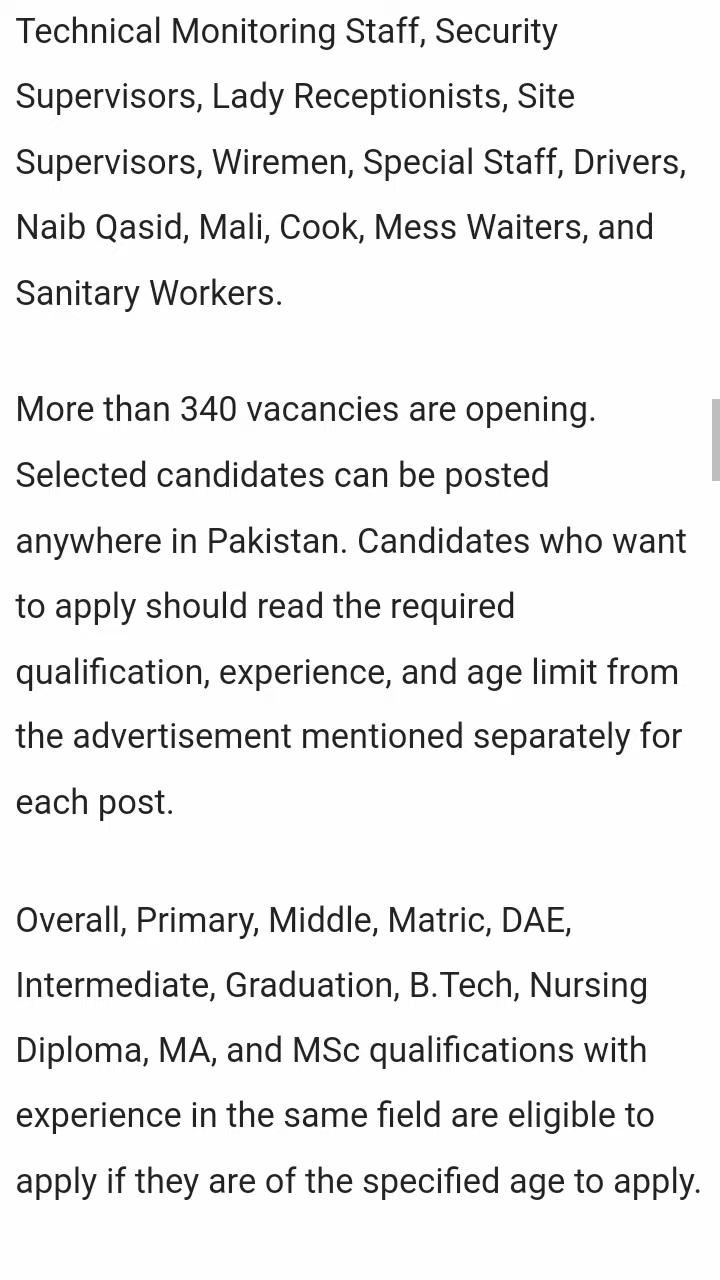 Technical Monitoring Staff, Security
Supervisors, Lady Receptionists, Site
Supervisors, Wiremen, Special Staff, Drivers,
Naib Qasid, Mali, Cook, Mess Waiters, and
Sanitary Workers.
More than 340 vacancies are opening.
Selected candidates can be posted
anywhere in Pakistan. Candidates who want
to apply should read the required
qualification, experience, and age limit from
the advertisement mentioned separately for
each post.
Overall, Primary, Middle, Matric, DAE,
Intermediate, Graduation, B.Tech, Nursing
Diploma, MA, and MSc qualifications with
experience in the same field are eligible to
apply if they are of the specified age to apply.